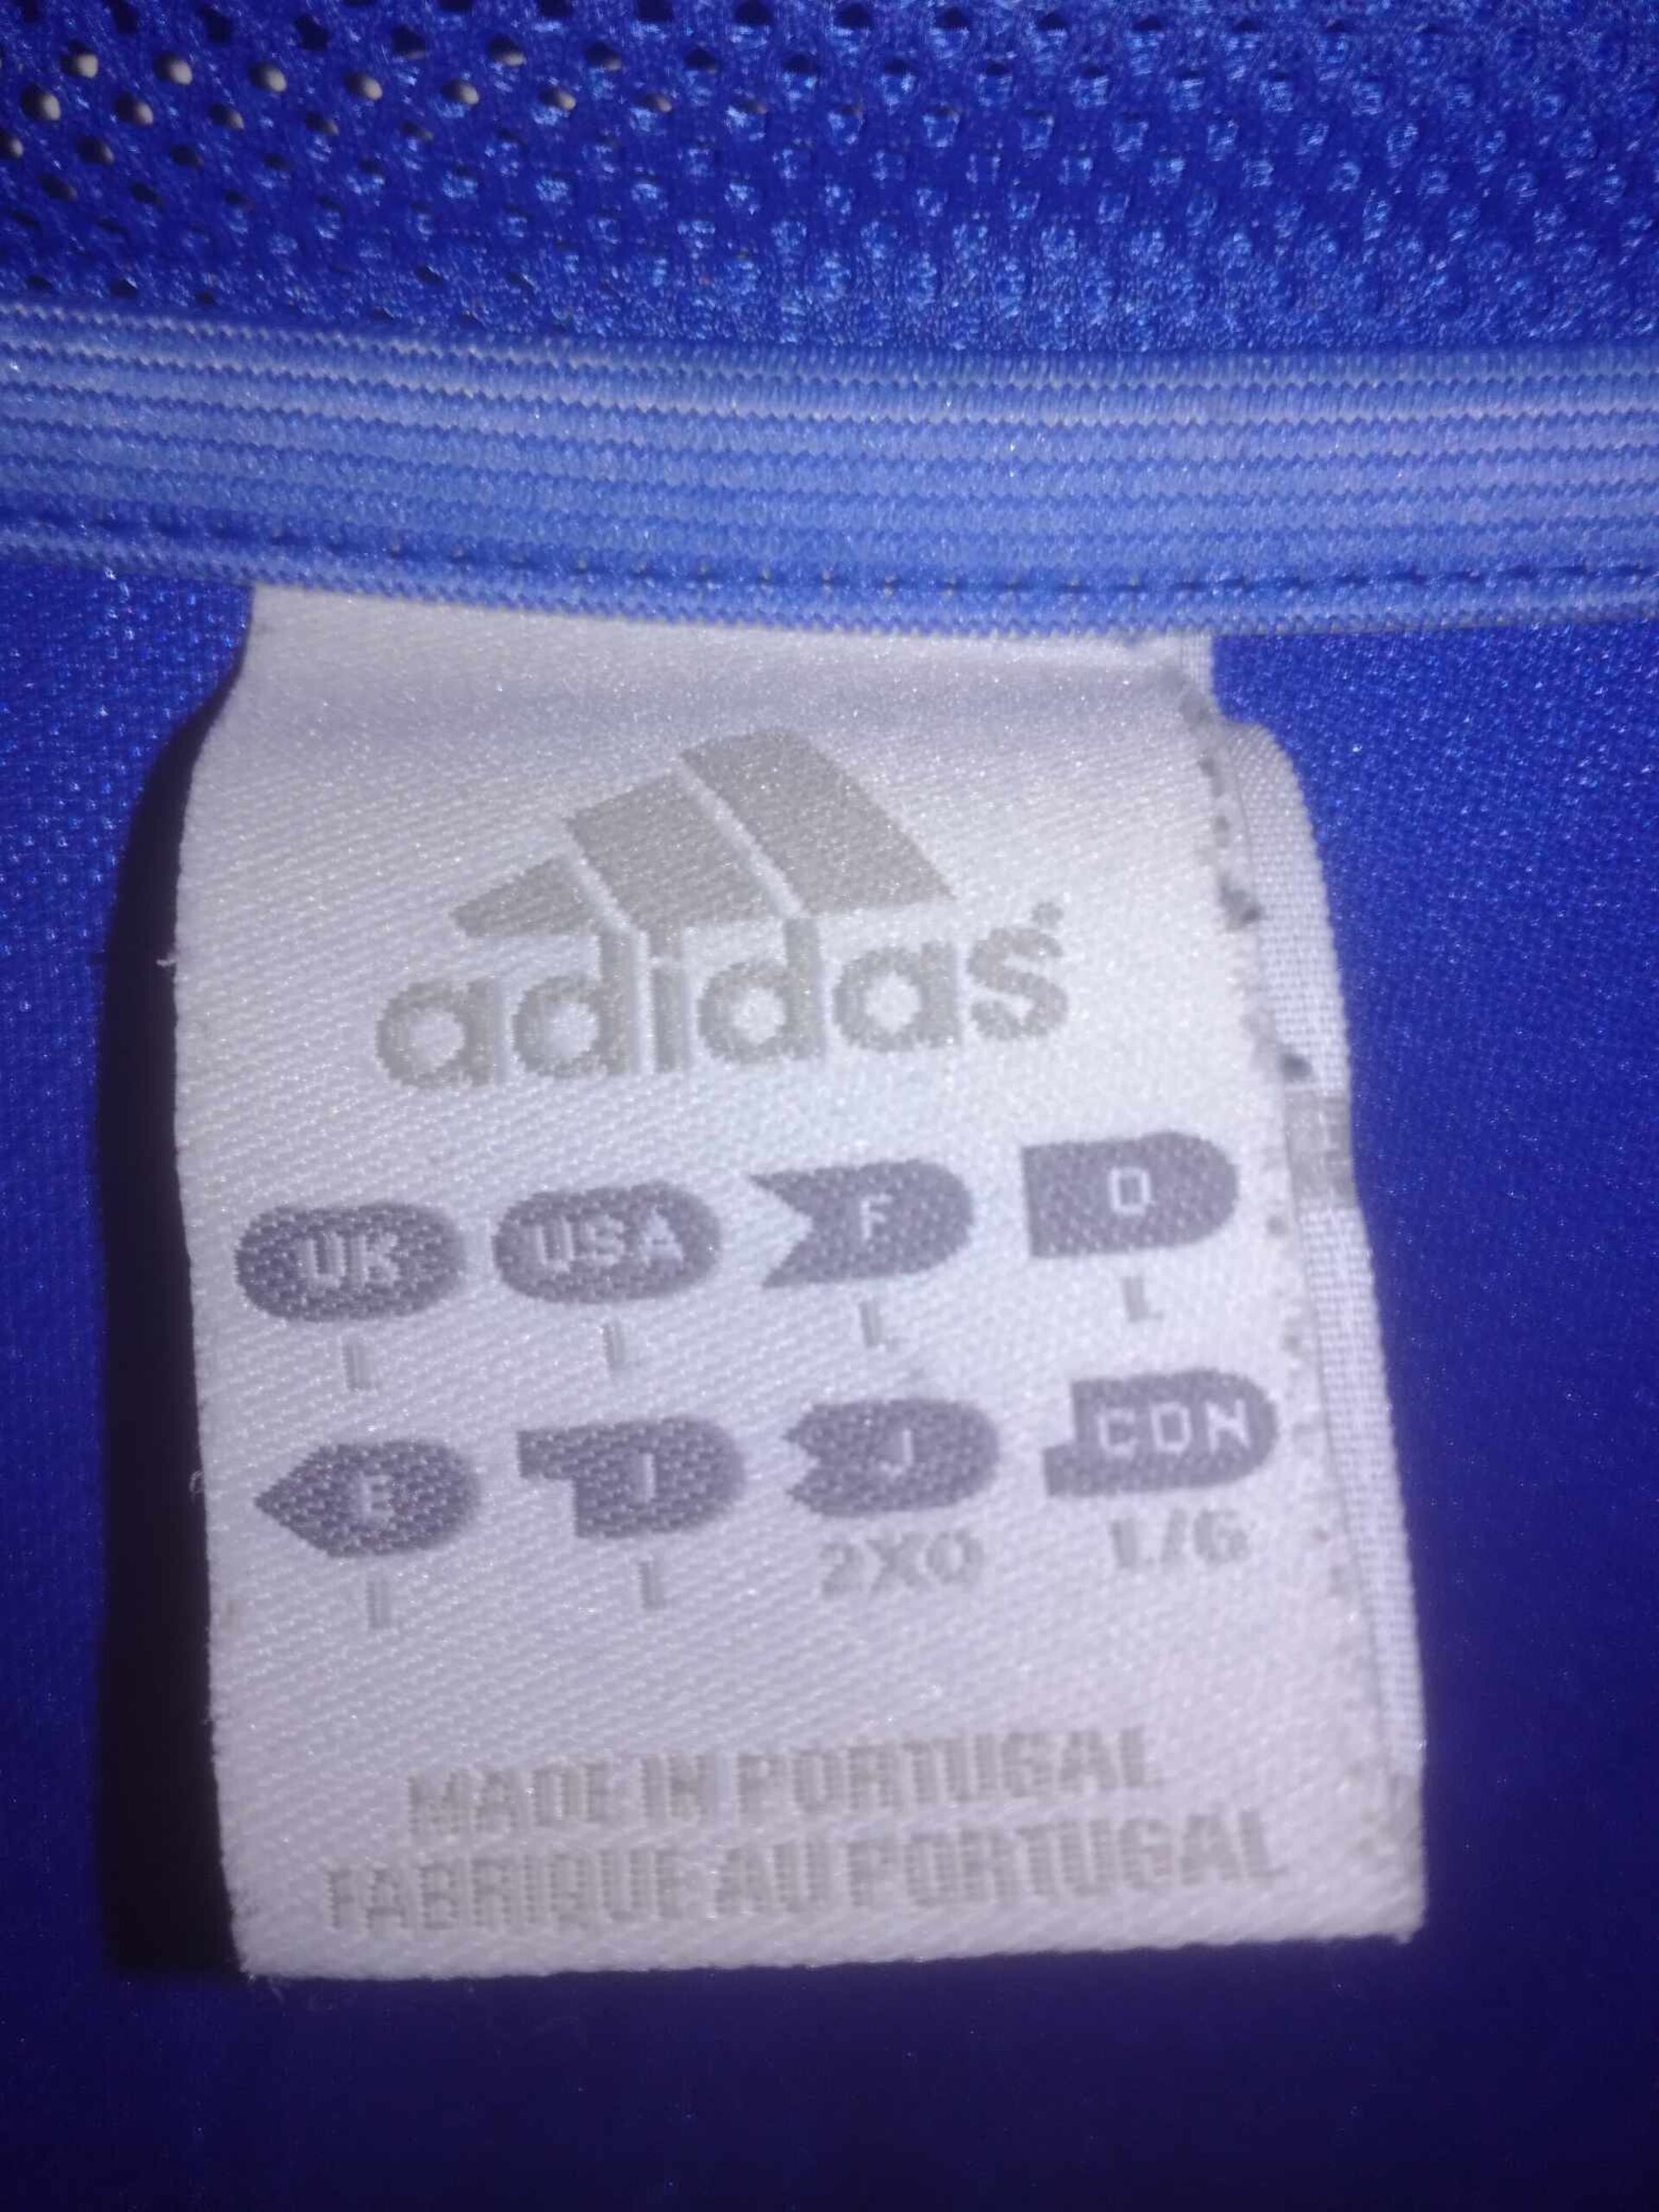 adidas
UK USA F D
L L L L
E I J CDN
L L 2XO L/G
MADE IN PORTUGAL
FABRIQUE AU PORTUGAL